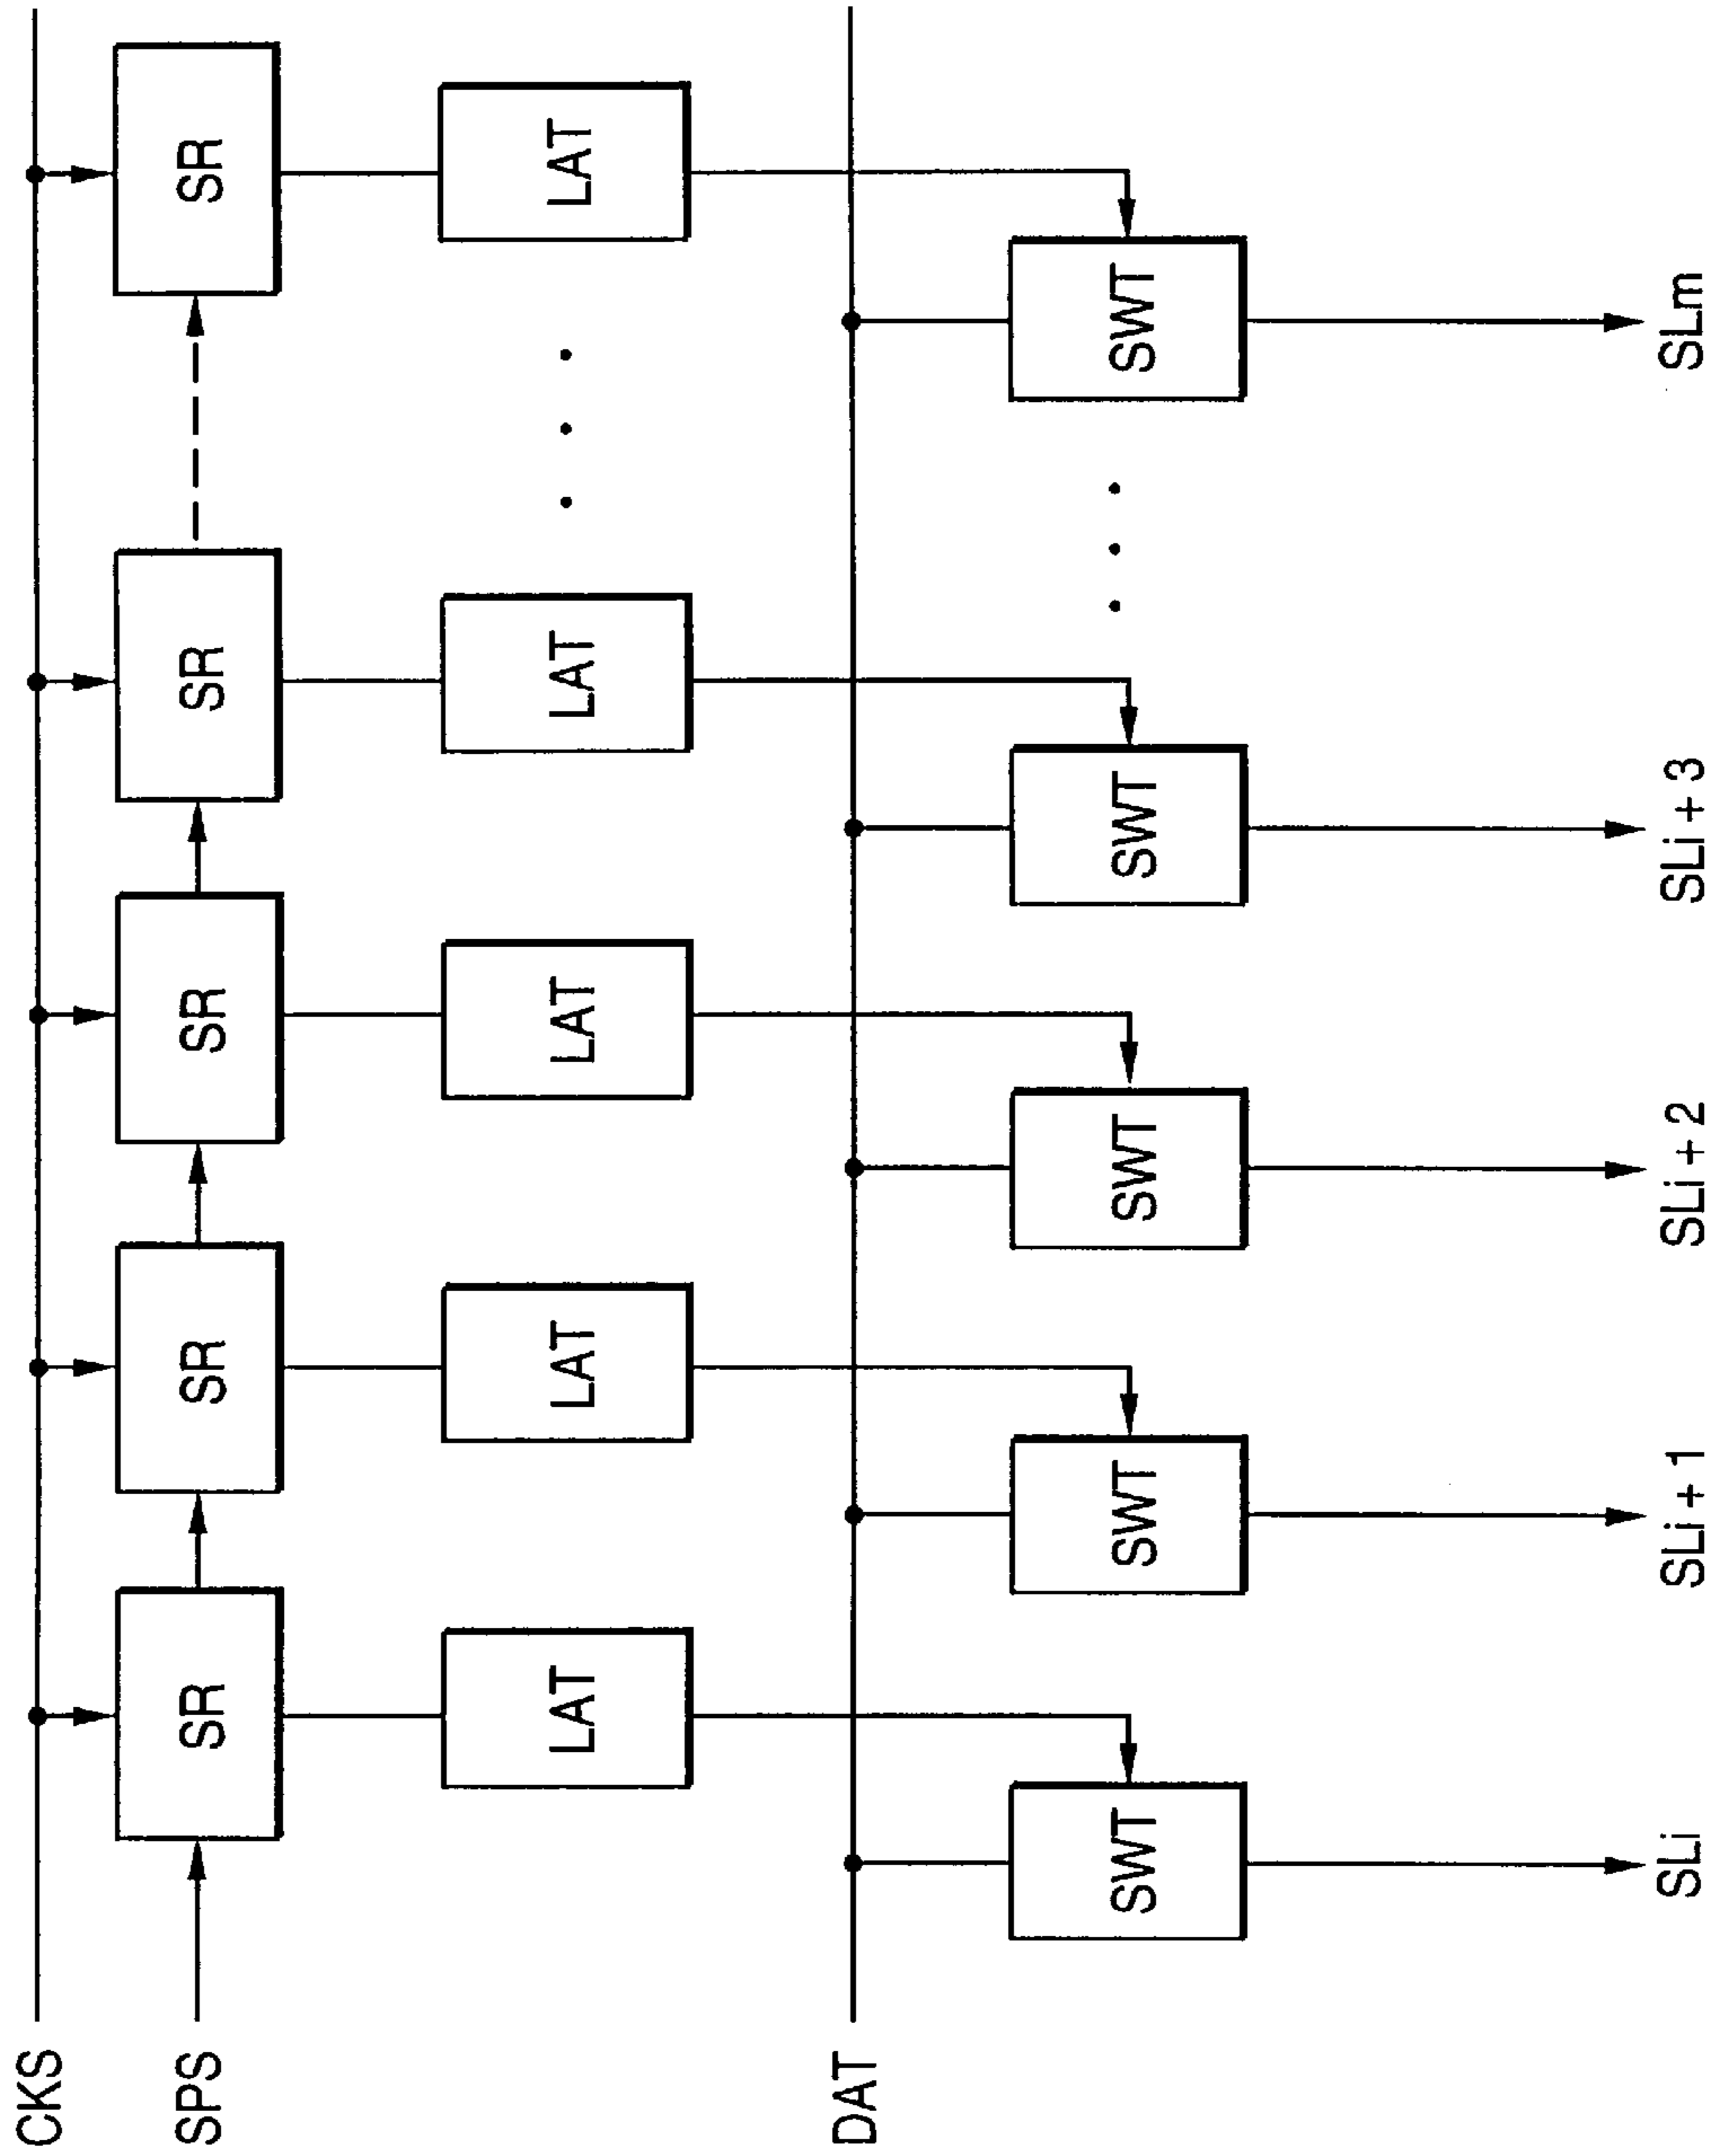 CKS
SPS
SR
SR
SR
SR
SR
LAT
LAT
LAT
LAT
LAT
DAT
SWT
SWT
SWT
SWT
SWT
SLi
SLi + 1
SLi + 2
SLi + 3
SLm